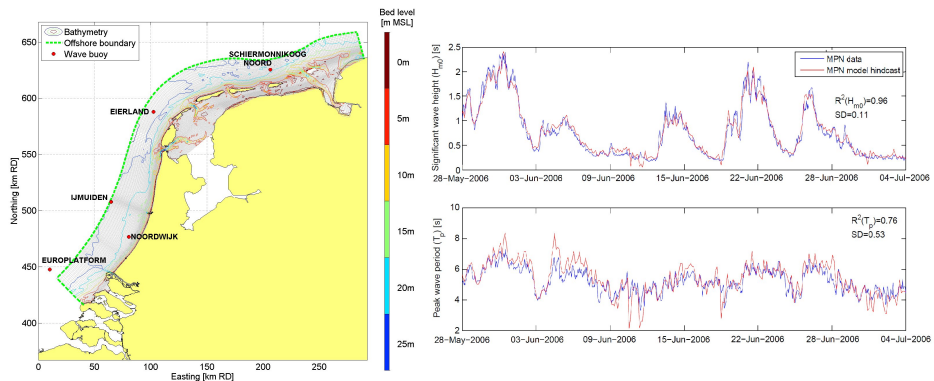 Bathymetry
Offshore boundary
Wave buoy
SCHIERMONNIKOOG
NOORD
EIERLAND
IJMUIDEN
NOORDWIJK
EUROPLATFORM
650
600
550
500
450
400
0
50
100
150
200
250
Northing [km RD]
Easting [km RD]
Bed level
[m MSL]
0m
5m
10m
15m
20m
25m
Significant wave height (Hm0) [s]
2.5
2
1.5
1
0.5
0
MPN data
MPN model hindcast
R2(Hm0)=0.96
SD=0.11
28-May-2006
03-Jun-2006
09-Jun-2006
15-Jun-2006
22-Jun-2006
28-Jun-2006
04-Jul-2006
Peak wave period (Tp) [s]
10
8
6
4
2
R2(Tp)=0.76
SD=0.53
28-May-2006
03-Jun-2006
09-Jun-2006
15-Jun-2006
22-Jun-2006
28-Jun-2006
04-Jul-2006